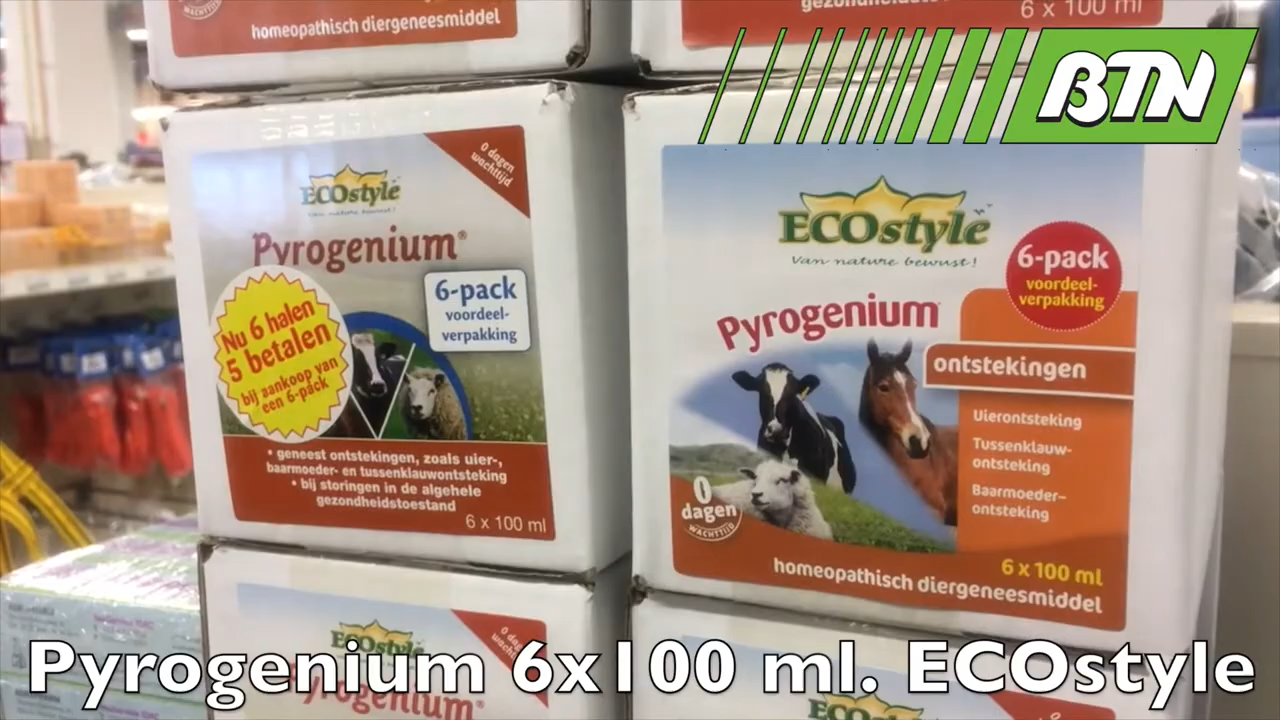 WACHTTIJD
homeopathisch diergeneesmiddel
6 x 100 ml
BTN
0 dagen
wachttijd
ECOstyle
Van nature bewust!
Pyrogenium®
6-pack
voordeel-
verpakking
Nu 6 halen
5 betalen
bij aankoop van
een 6-pack
• geneest ontstekingen, zoals uier-,
baarmoeder- en tussenklauwontsteking
• bij storingen in de algehele
gezondheidstoestand
6 x 100 ml
ECOstyle
Van nature bewust!
6-pack
voordeel-
verpakking
Pyrogenium
ontstekingen
Uierontsteking
Tussenklauw-
ontsteking
Baarmoeder-
ontsteking
0
dagen
WACHTTIJD
6 x 100 ml
homeopathisch diergeneesmiddel
ECOstyle
Pyrogenium®
ECOstyle
Pyrogenium 6x100 ml. ECOstyle